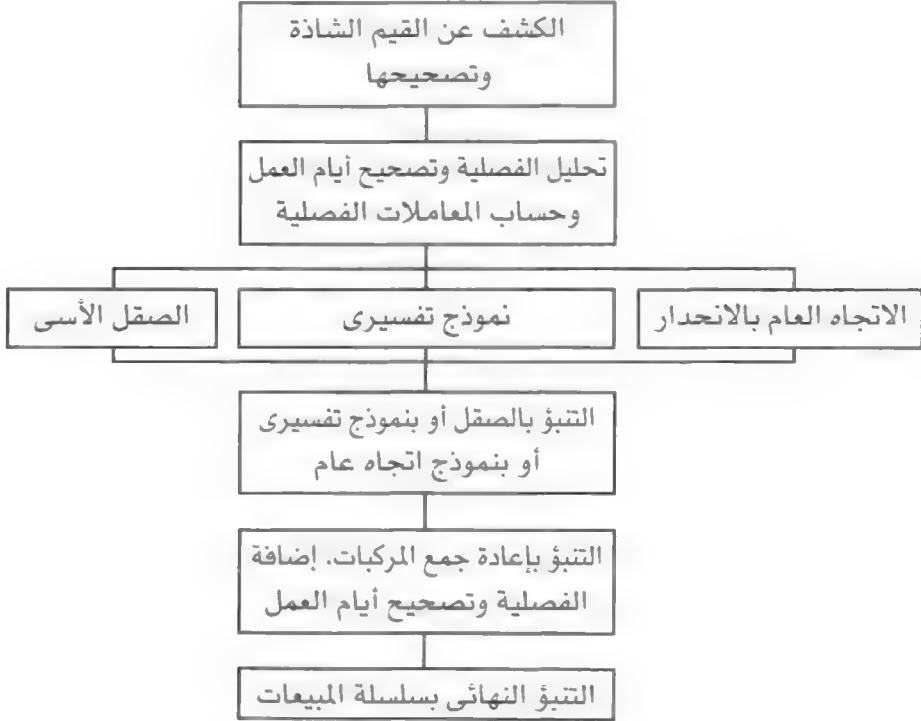 الكشف عن القيم الشاذة
وتصحيحها
تحليل الفصلية وتصحيح أيام العمل
وحساب المعاملات الفصلية
الاتجاه العام بالانحدار
نموذج تفسيرى
الصقل الأسى
التنبؤ بالصقل أو بنموذج تفسيرى
أو بنموذج اتجاه عام
التنبؤ بإعادة جمع المركبات. إضافة
الفصلية وتصحيح أيام العمل
التنبؤ النهائى بسلسلة المبيعات